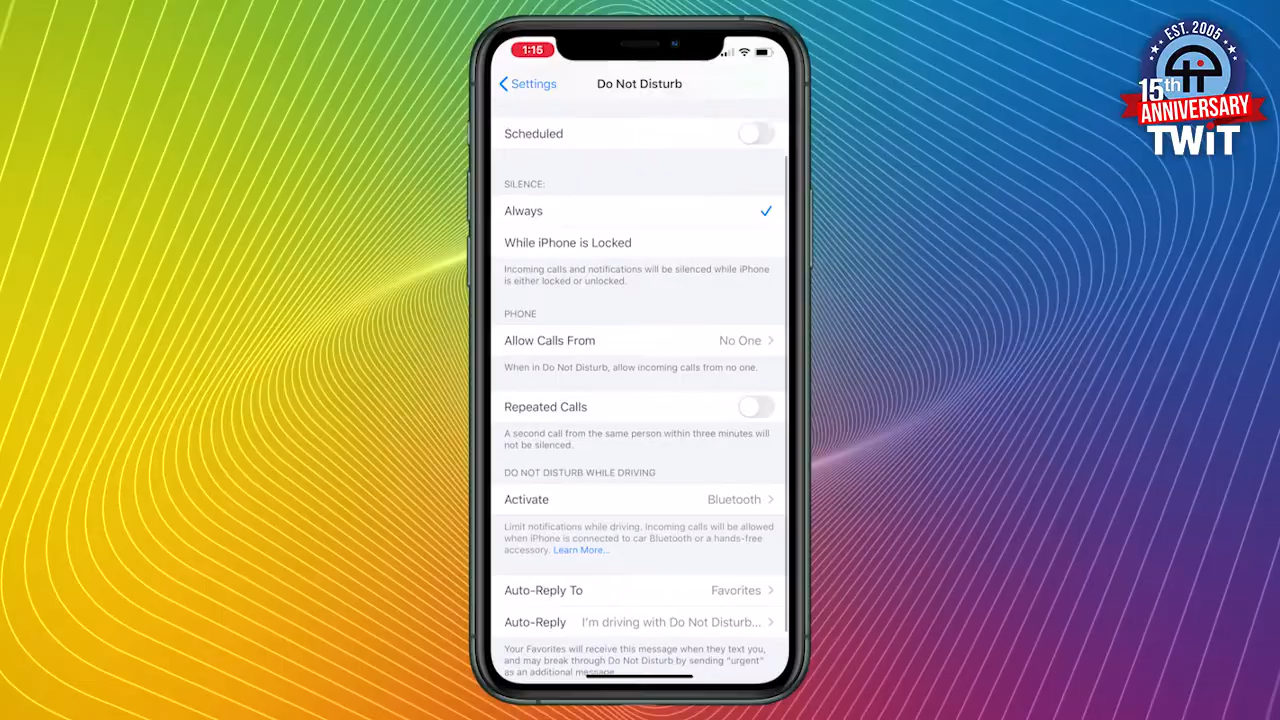 1:15
Settings
Do Not Disturb
Scheduled
SILENCE:
Always
While iPhone is Locked
Incoming calls and notifications will be silenced while iPhone
is either locked or unlocked.
PHONE
Allow Calls From No One
When in Do Not Disturb, allow incoming calls from no one.
Repeated Calls
A second call from the same person within three minutes will
not be silenced.
DO NOT DISTURB WHILE DRIVING
Activate Bluetooth
Limit notifications while driving. Incoming calls will be allowed
when iPhone is connected to car Bluetooth or a hands-free
accessory. Learn More...
Auto-Reply To Favorites
Auto-Reply I'm driving with Do Not Disturb...
Your Favorites will receive this message when they text you,
and may break through Do Not Disturb by sending “urgent”
as an additional message.
EST. 2005
15th
ANNIVERSARY
TWiT